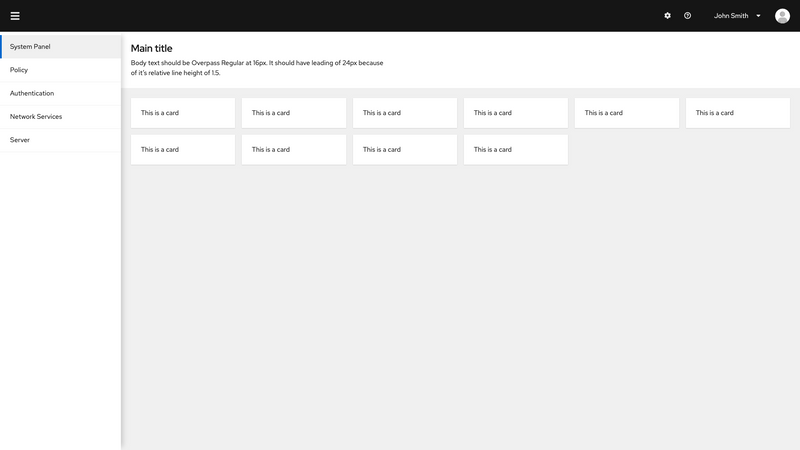 John Smith
System Panel
Policy
Authentication
Network Services
Server
Main title
Body text should be Overpass Regular at 16px. It should have leading of 24px because
of it's relative line height of 1.5.
This is a card
This is a card
This is a card
This is a card
This is a card
This is a card
This is a card
This is a card
This is a card
This is a card